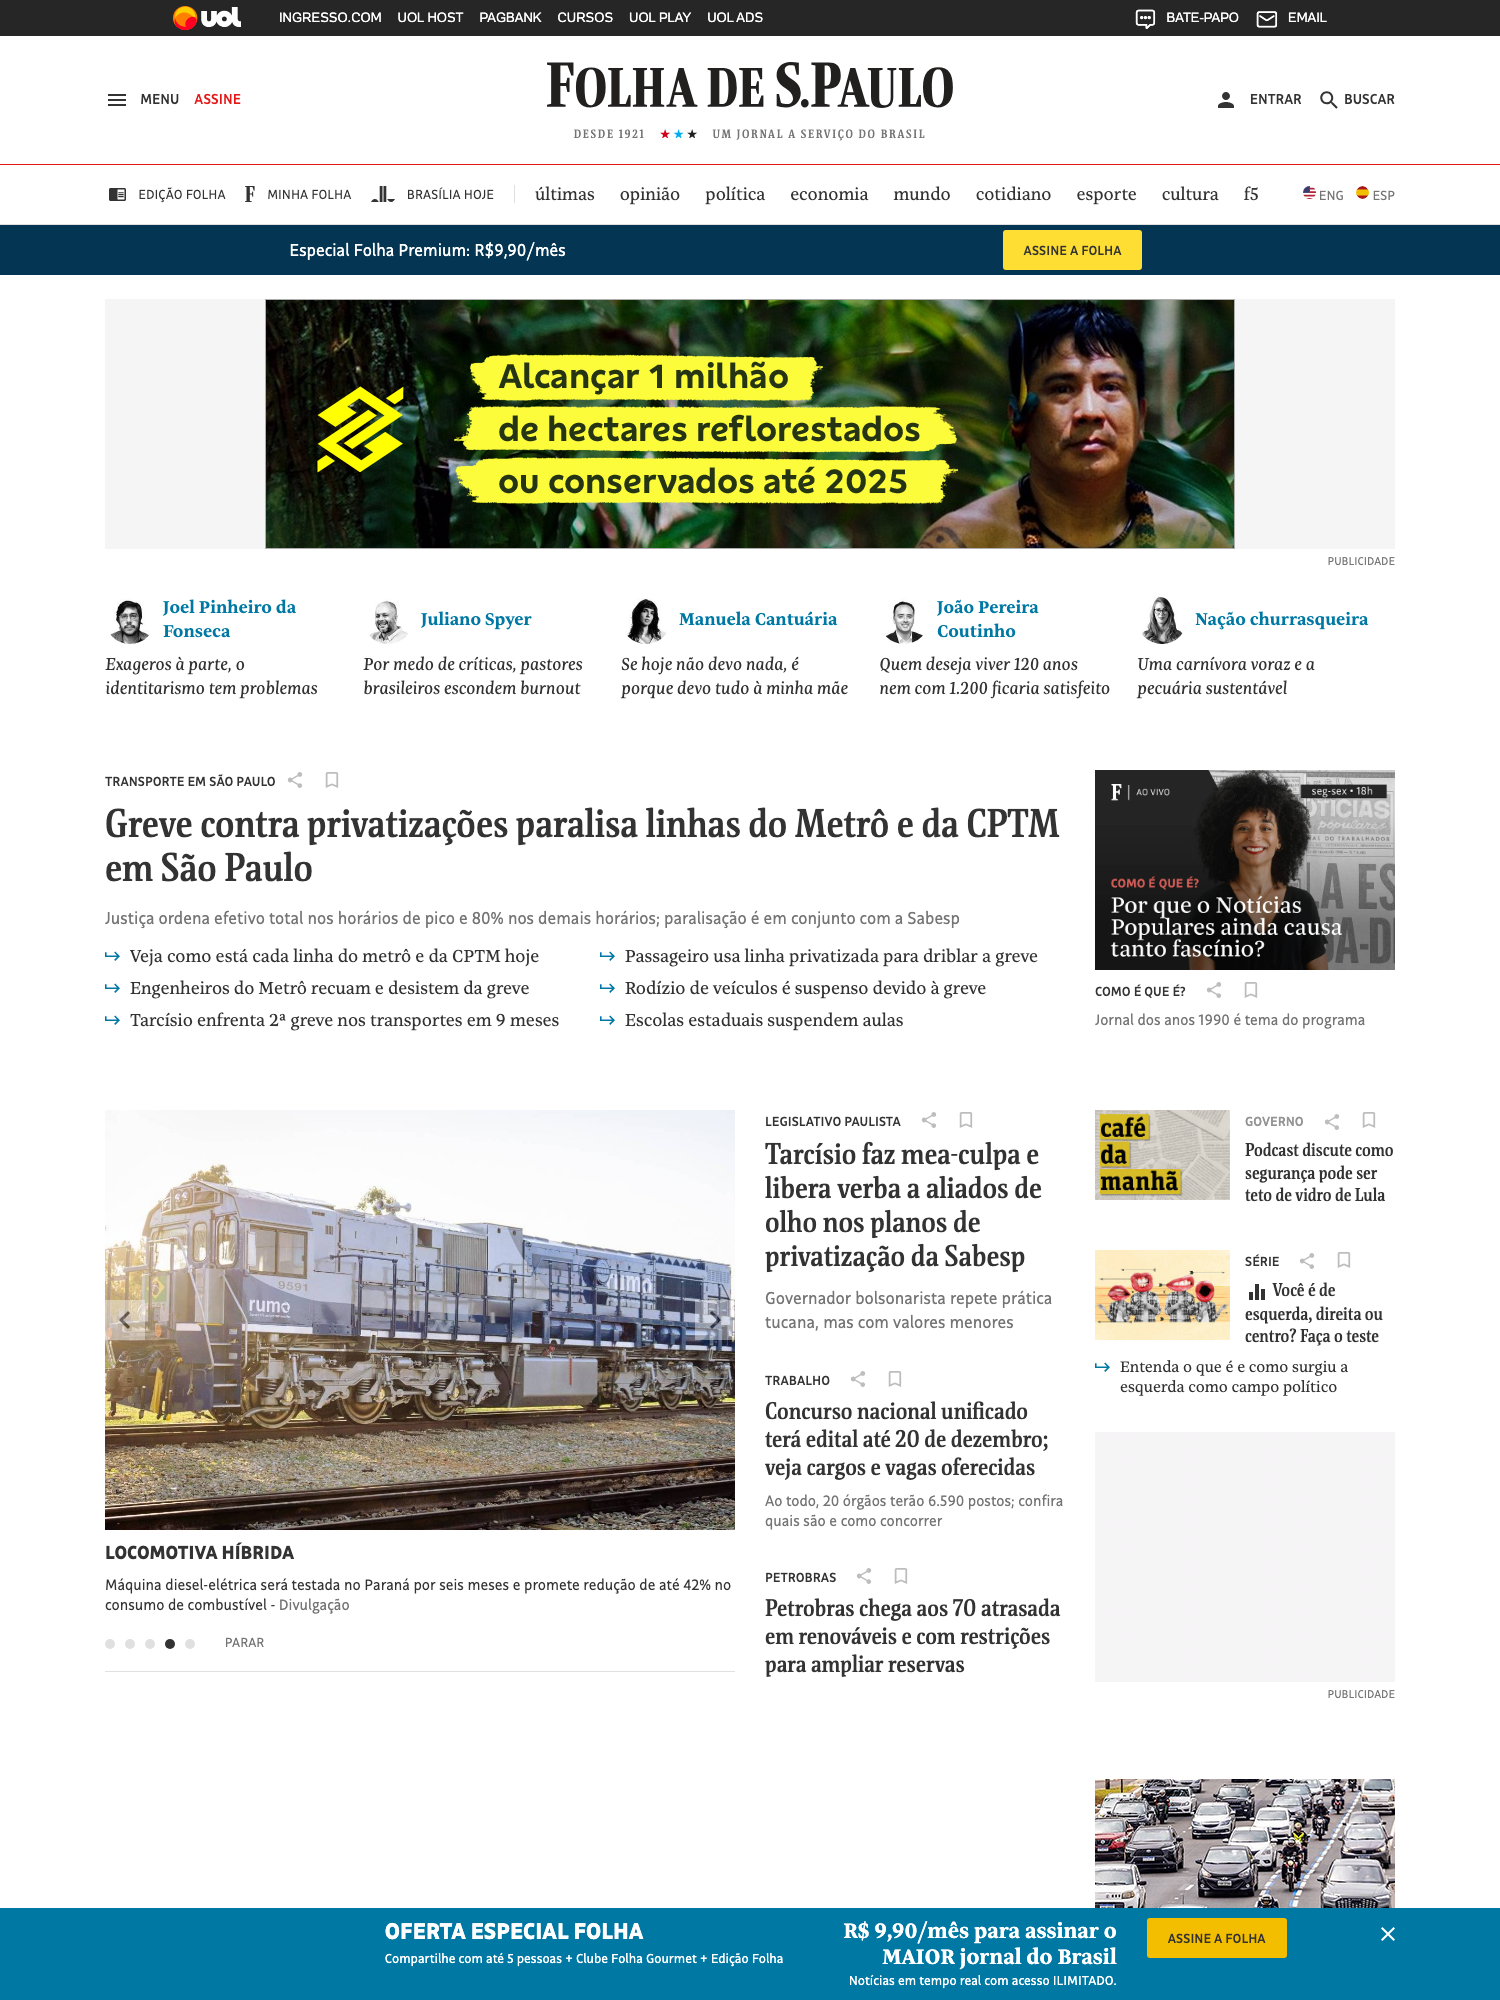 uol
INGRESSO.COM UOL HOST PAGBANK CURSOS UOL PLAY UOL ADS
BATE-PAPO EMAIL
MENU ASSINE
FOLHA DE S.PAULO
DESDE 1921 ★★★ UM JORNAL A SERVIÇO DO BRASIL
ENTRAR BUSCAR
EDIÇÃO FOLHA MINHA FOLHA BRASÍLIA HOJE
últimas opinião política economia mundo cotidiano esporte cultura f5
ENG ESP
Especial Folha Premium: R$9,90/mês
ASSINE A FOLHA
Alcançar 1 milhão
de hectares reflorestados
ou conservados até 2025
PUBLICIDADE
Joel Pinheiro da
Fonseca
Exageros à parte, o
identitarismo tem problemas
Juliano Spyer
Por medo de críticas, pastores
brasileiros escondem burnout
Manuela Cantuária
Se hoje não devo nada, é
porque devo tudo à minha mãe
João Pereira
Coutinho
Quem deseja viver 120 anos
nem com 1.200 ficaria satisfeito
Nação churrasqueira
Uma carnívora voraz e a
pecuária sustentável
TRANSPORTE EM SÃO PAULO
Greve contra privatizações paralisa linhas do Metrô e da CPTM
em São Paulo
Justiça ordena efetivo total nos horários de pico e 80% nos demais horários; paralisação é em conjunto com a Sabesp
Veja como está cada linha do metrô e da CPTM hoje
Engenheiros do Metrô recuam e desistem da greve
Tarcísio enfrenta 2ª greve nos transportes em 9 meses
Passageiro usa linha privatizada para driblar a greve
Rodízio de veículos é suspenso devido à greve
Escolas estaduais suspendem aulas
F AO VIVO
seg-sex • 18h
COMO É QUE É?
Por que o Notícias
Populares ainda causa
tanto fascínio?
COMO É QUE É?
Jornal dos anos 1990 é tema do programa
9591
rumo
rumo
LOCOMOTIVA HÍBRIDA
Máquina diesel-elétrica será testada no Paraná por seis meses e promete redução de até 42% no
consumo de combustível - Divulgação
PARAR
LEGISLATIVO PAULISTA
Tarcísio faz mea-culpa e
libera verba a aliados de
olho nos planos de
privatização da Sabesp
Governador bolsonarista repete prática
tucana, mas com valores menores
TRABALHO
Concurso nacional unificado
terá edital até 20 de dezembro;
veja cargos e vagas oferecidas
Ao todo, 20 órgãos terão 6.590 postos; confira
quais são e como concorrer
PETROBRAS
Petrobras chega aos 70 atrasada
em renováveis e com restrições
para ampliar reservas
café
da
manhã
GOVERNO
Podcast discute como
segurança pode ser
teto de vidro de Lula
SÉRIE
Você é de
esquerda, direita ou
centro? Faça o teste
Entenda o que é e como surgiu a
esquerda como campo político
PUBLICIDADE
OFERTA ESPECIAL FOLHA
Compartilhe com até 5 pessoas + Clube Folha Gourmet + Edição Folha
R$ 9,90/mês para assinar o
MAIOR jornal do Brasil
Notícias em tempo real com acesso ILIMITADO.
ASSINE A FOLHA